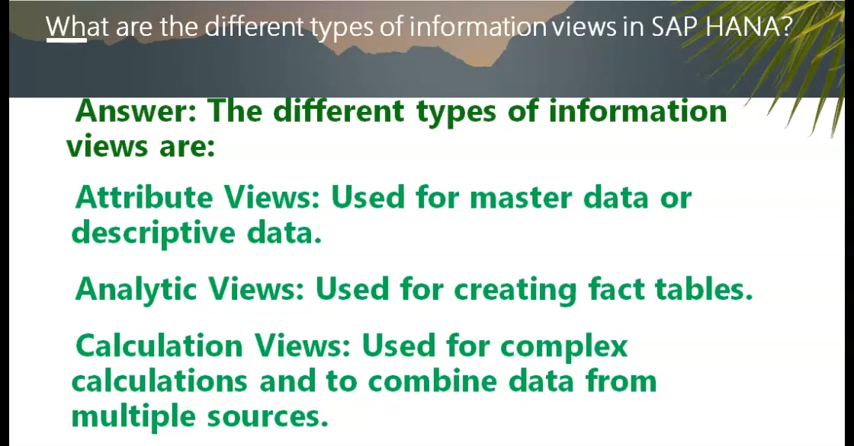 What are the different types of information views in SAP HANA?
Answer: The different types of information
views are:
Attribute Views: Used for master data or
descriptive data.
Analytic Views: Used for creating fact tables.
Calculation Views: Used for complex
calculations and to combine data from
multiple sources.